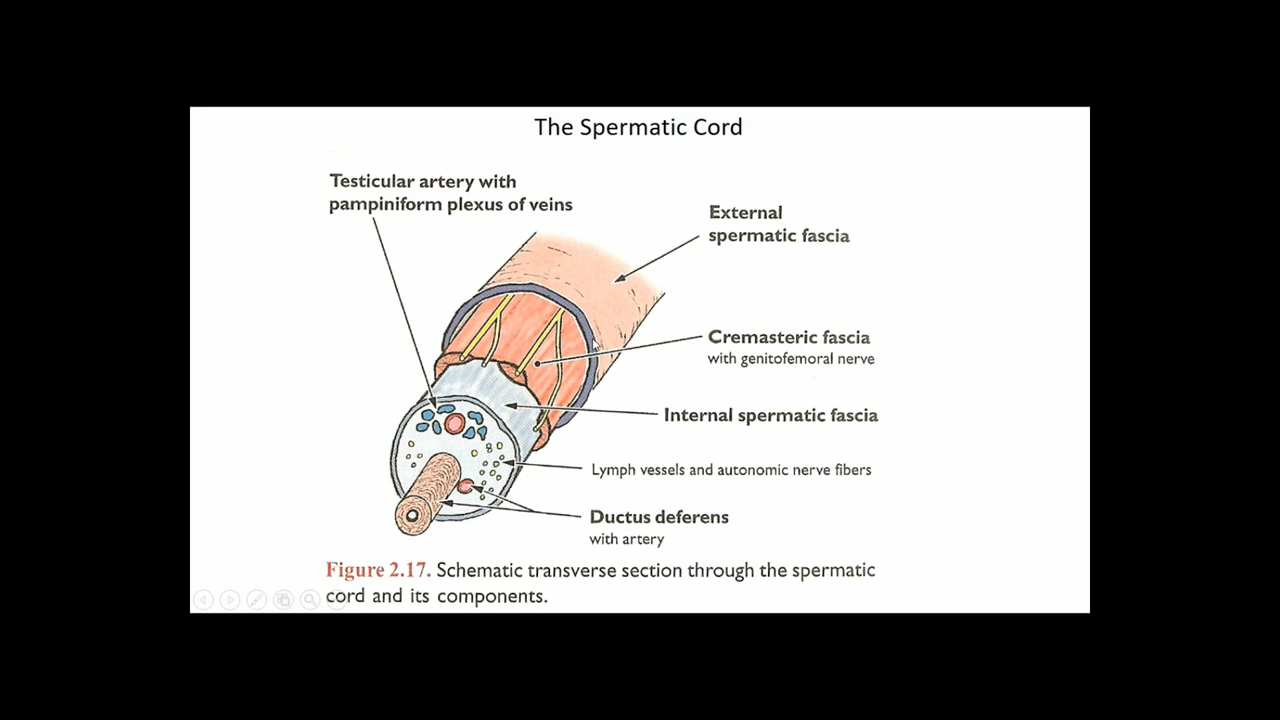 The Spermatic Cord
Testicular artery with
pampiniform plexus of veins
External
spermatic fascia
Cremasteric fascia
with genitofemoral nerve
Internal spermatic fascia
Lymph vessels and autonomic nerve fibers
Ductus deferens
with artery
Figure 2.17. Schematic transverse section through the spermatic
cord and its components.